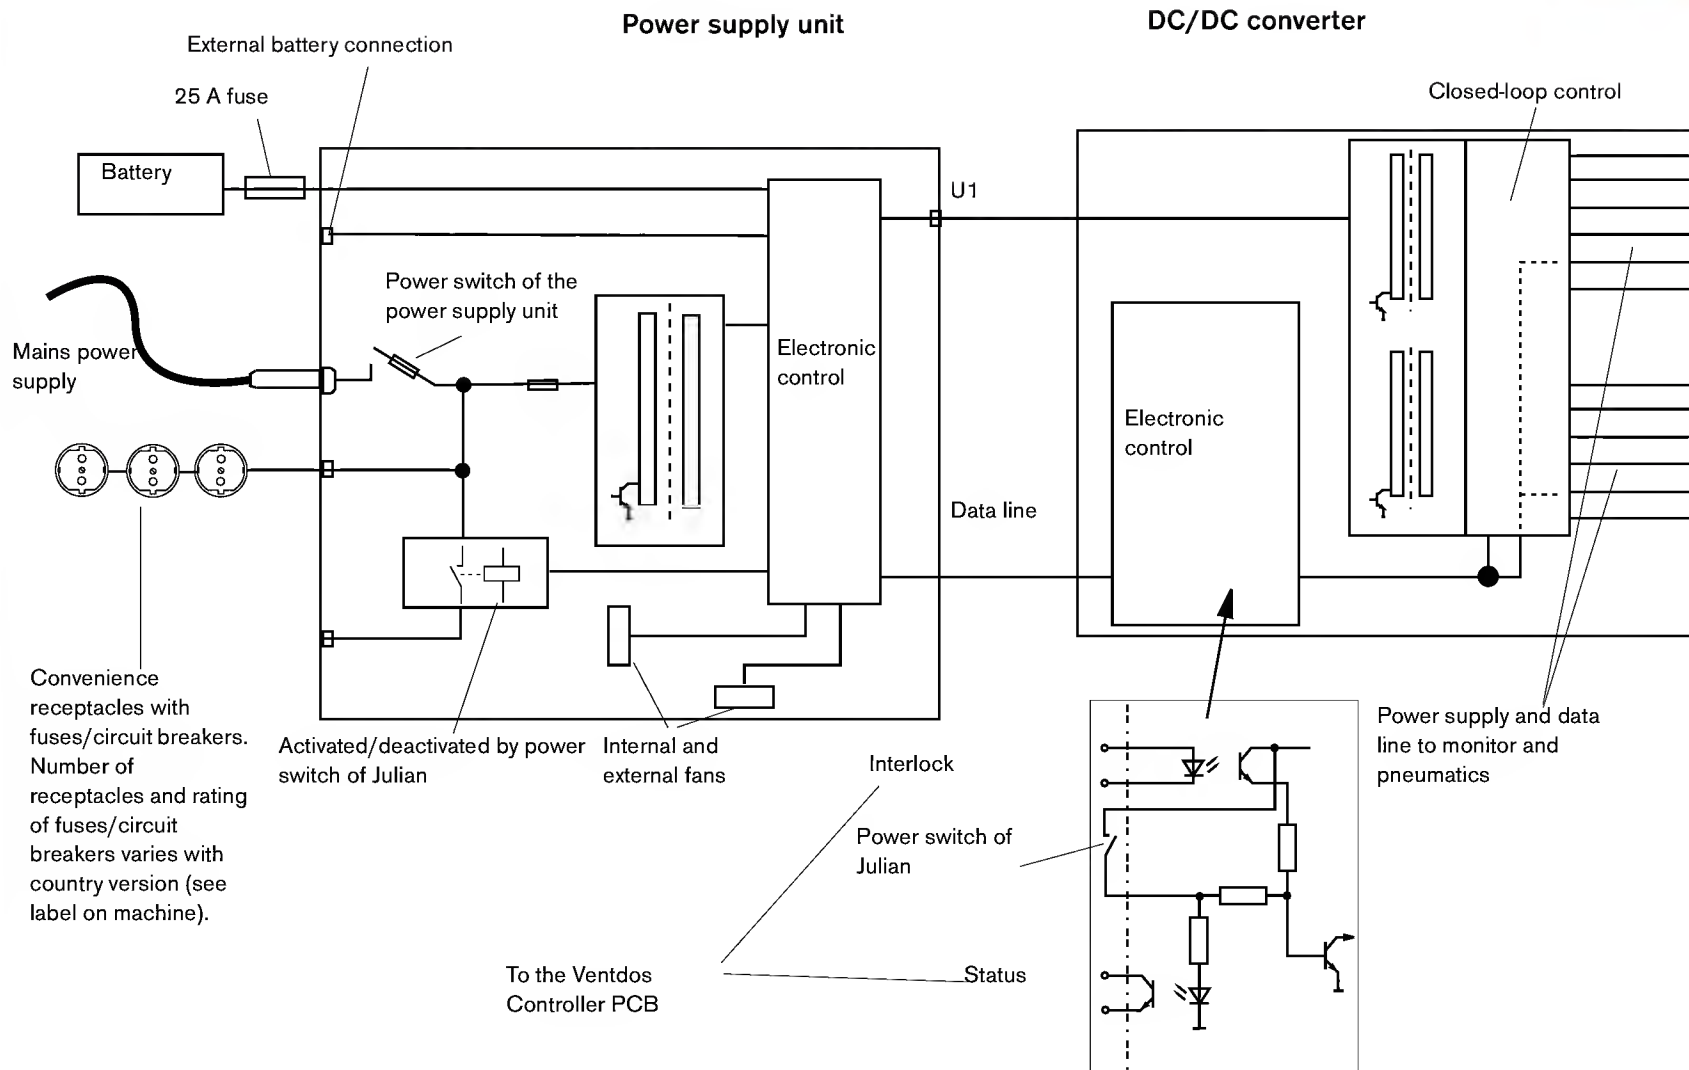 Power supply unit
DC/DC converter
External battery connection
25 A fuse
Closed-loop control
Battery
U1
Power switch of the
power supply unit
Mains power
supply
Electronic
control
Electronic
control
Data line
Convenience
receptacles with
fuses/circuit breakers.
Number of
receptacles and rating
of fuses/circuit
breakers varies with
country version (see
label on machine).
Activated/deactivated by power
switch of Julian
Internal and
external fans
Interlock
Power switch of
Julian
Power supply and data
line to monitor and
pneumatics
To the Ventdos
Controller PCB
Status